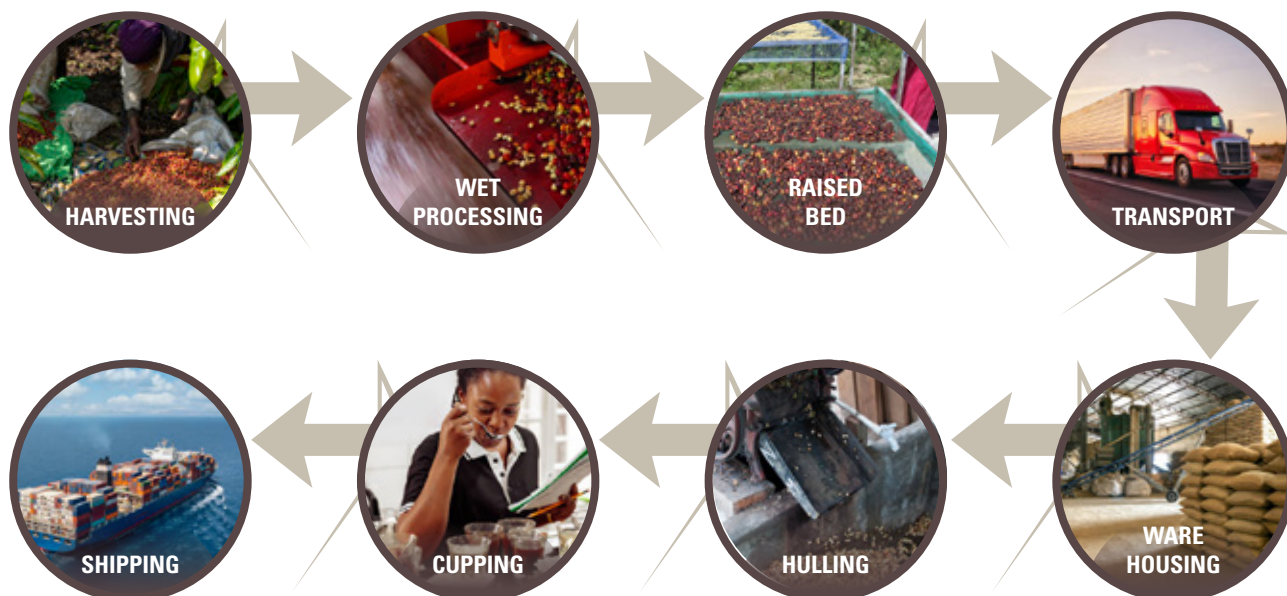 HARVESTING
WET
PROCESSING
RAISED
BED
TRANSPORT
SHIPPING
CUPPING
HULLING
WARE
HOUSING